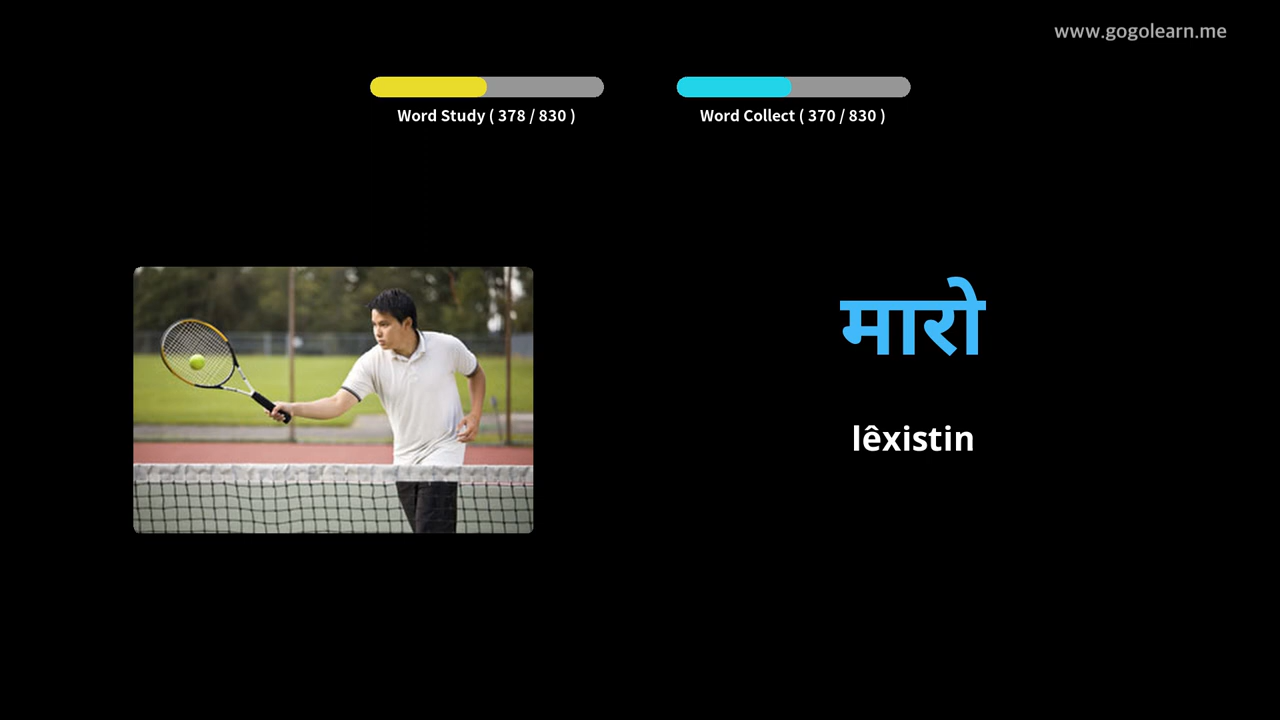 www.gogolearn.me
Word Study ( 378 / 830 )
Word Collect ( 370 / 830 )
मारो
lêxistin